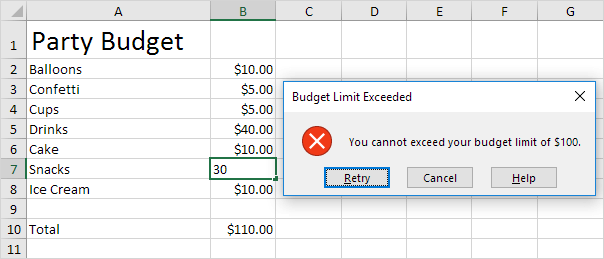 A B C D E F G
1 Party Budget
2 Balloons $10.00
3 Confetti $5.00
4 Cups $5.00
5 Drinks $40.00
6 Cake $10.00
7 Snacks 30
8 Ice Cream $10.00
9
10 Total $110.00
11
Budget Limit Exceeded
You cannot exceed your budget limit of $100.
Retry Cancel Help